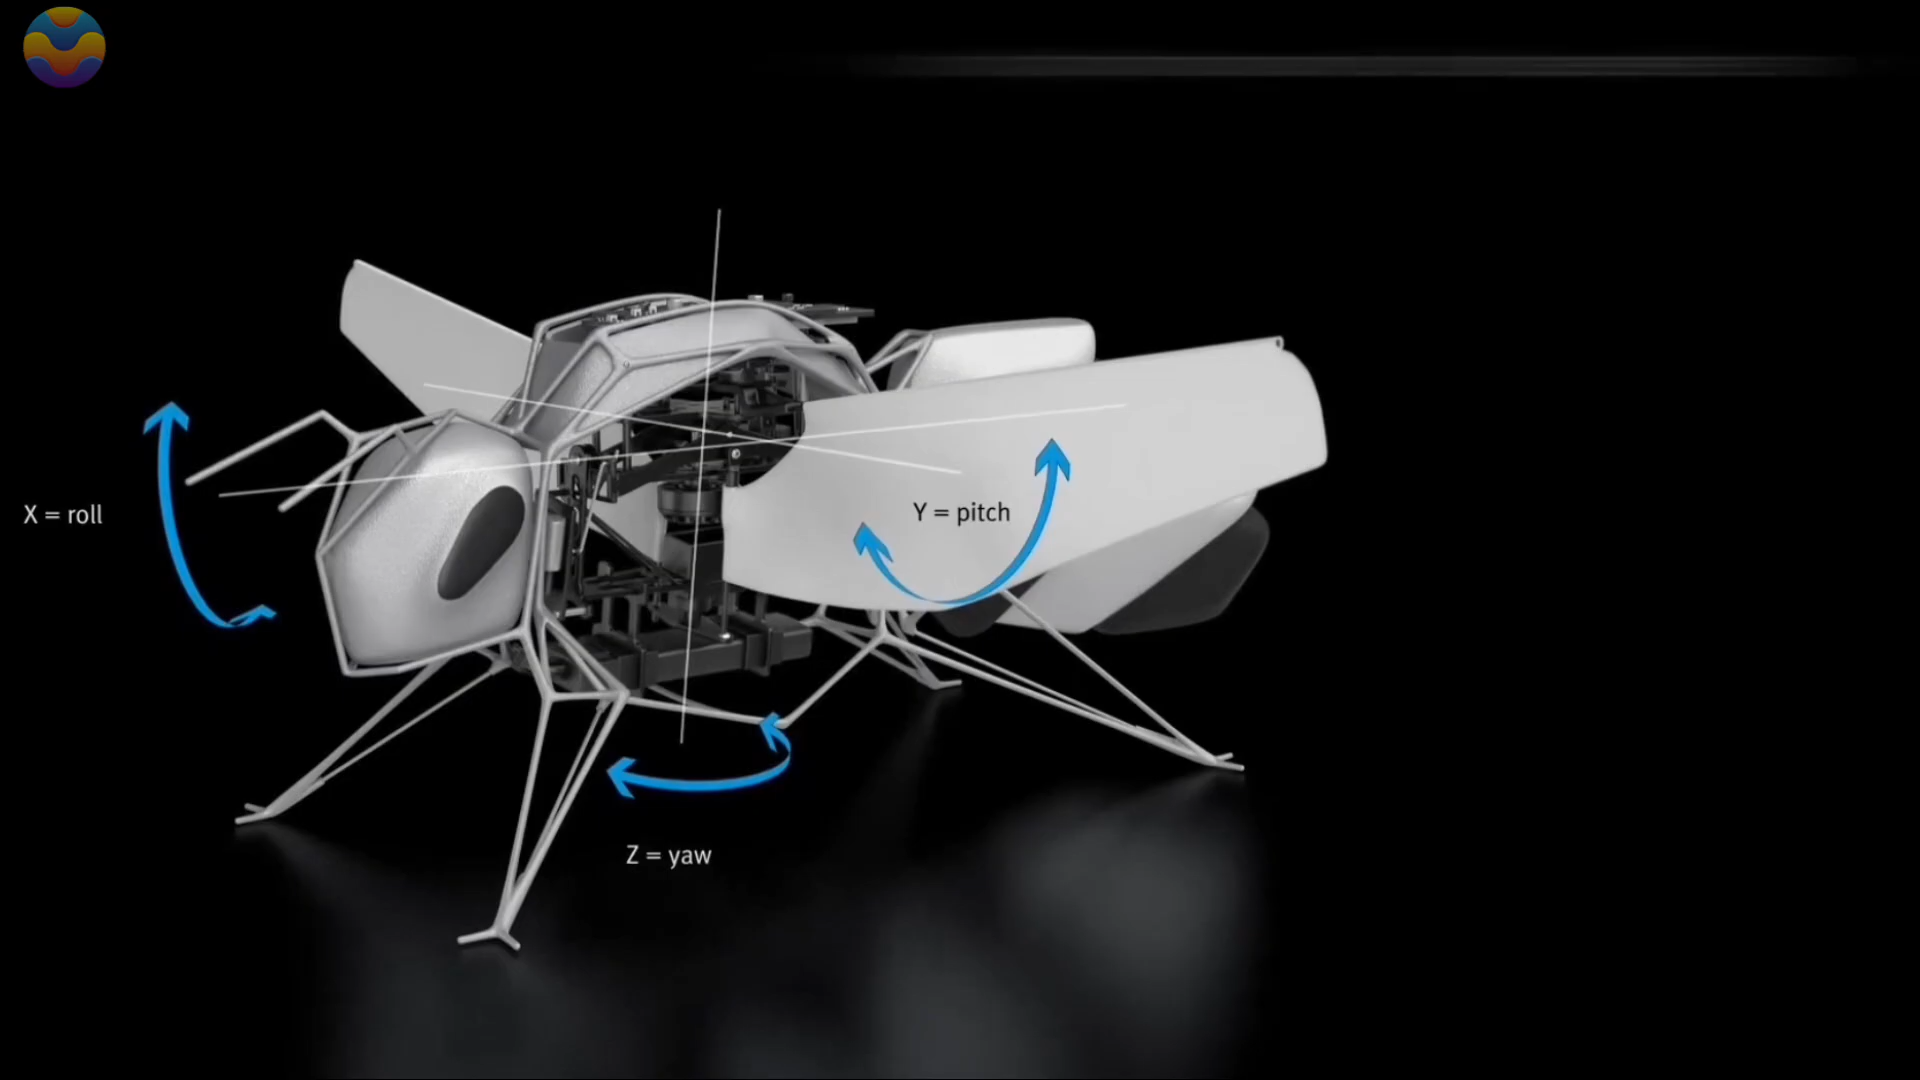 X = roll
Y = pitch
Z = yaw